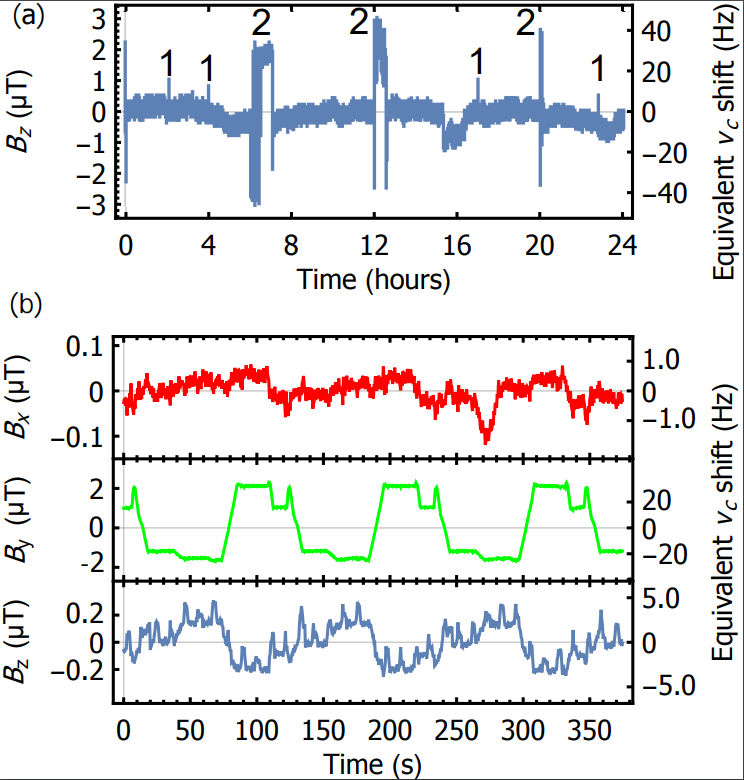 (a)
B_z (μT)
3
2
1
0
−1
−2
−3
1 1 2 2 1 2 1
40
20
0
−20
−40
Equivalent ν_c shift (Hz)
0 4 8 12 16 20 24
Time (hours)
(b)
B_x (μT)
0.1
0
−0.1
1.0
0
−1.0
B_y (μT)
2
0
−2
20
0
−20
B_z (μT)
0.2
0
−0.2
5.0
0
−5.0
Equivalent ν_c shift (Hz)
0 50 100 150 200 250 300 350
Time (s)